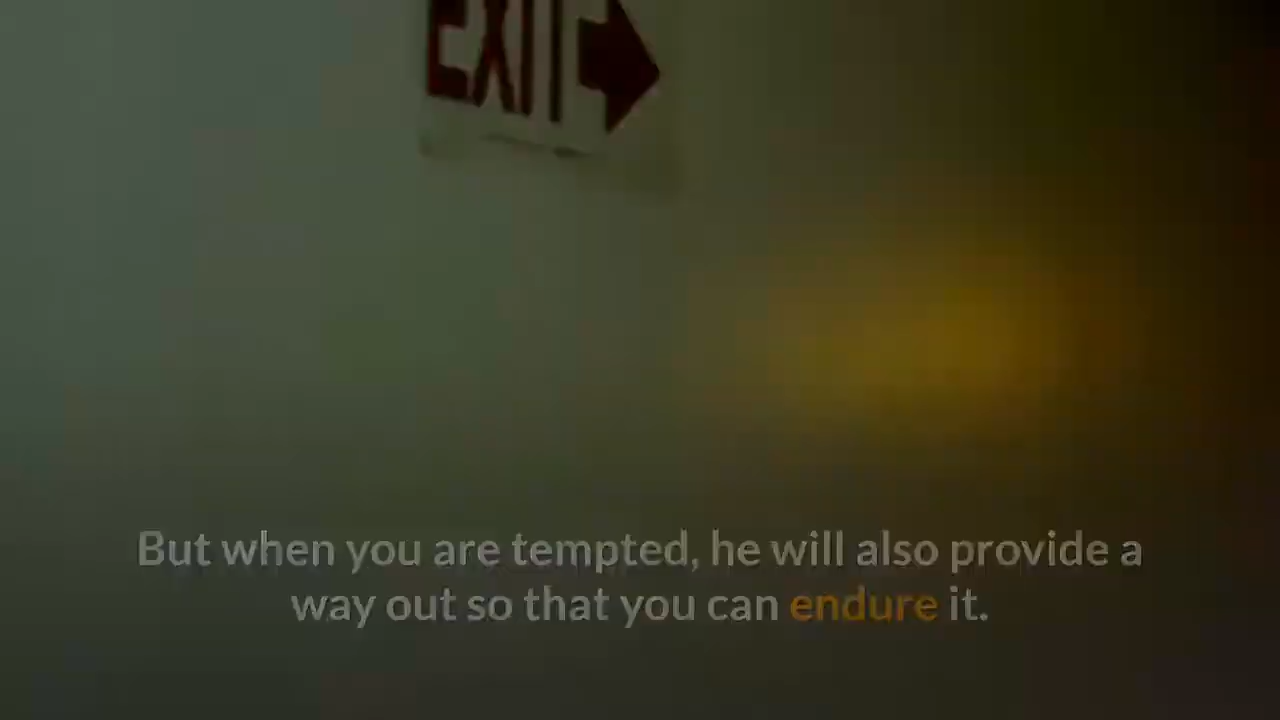 EXIT
But when you are tempted, he will also provide a
way out so that you can endure it.